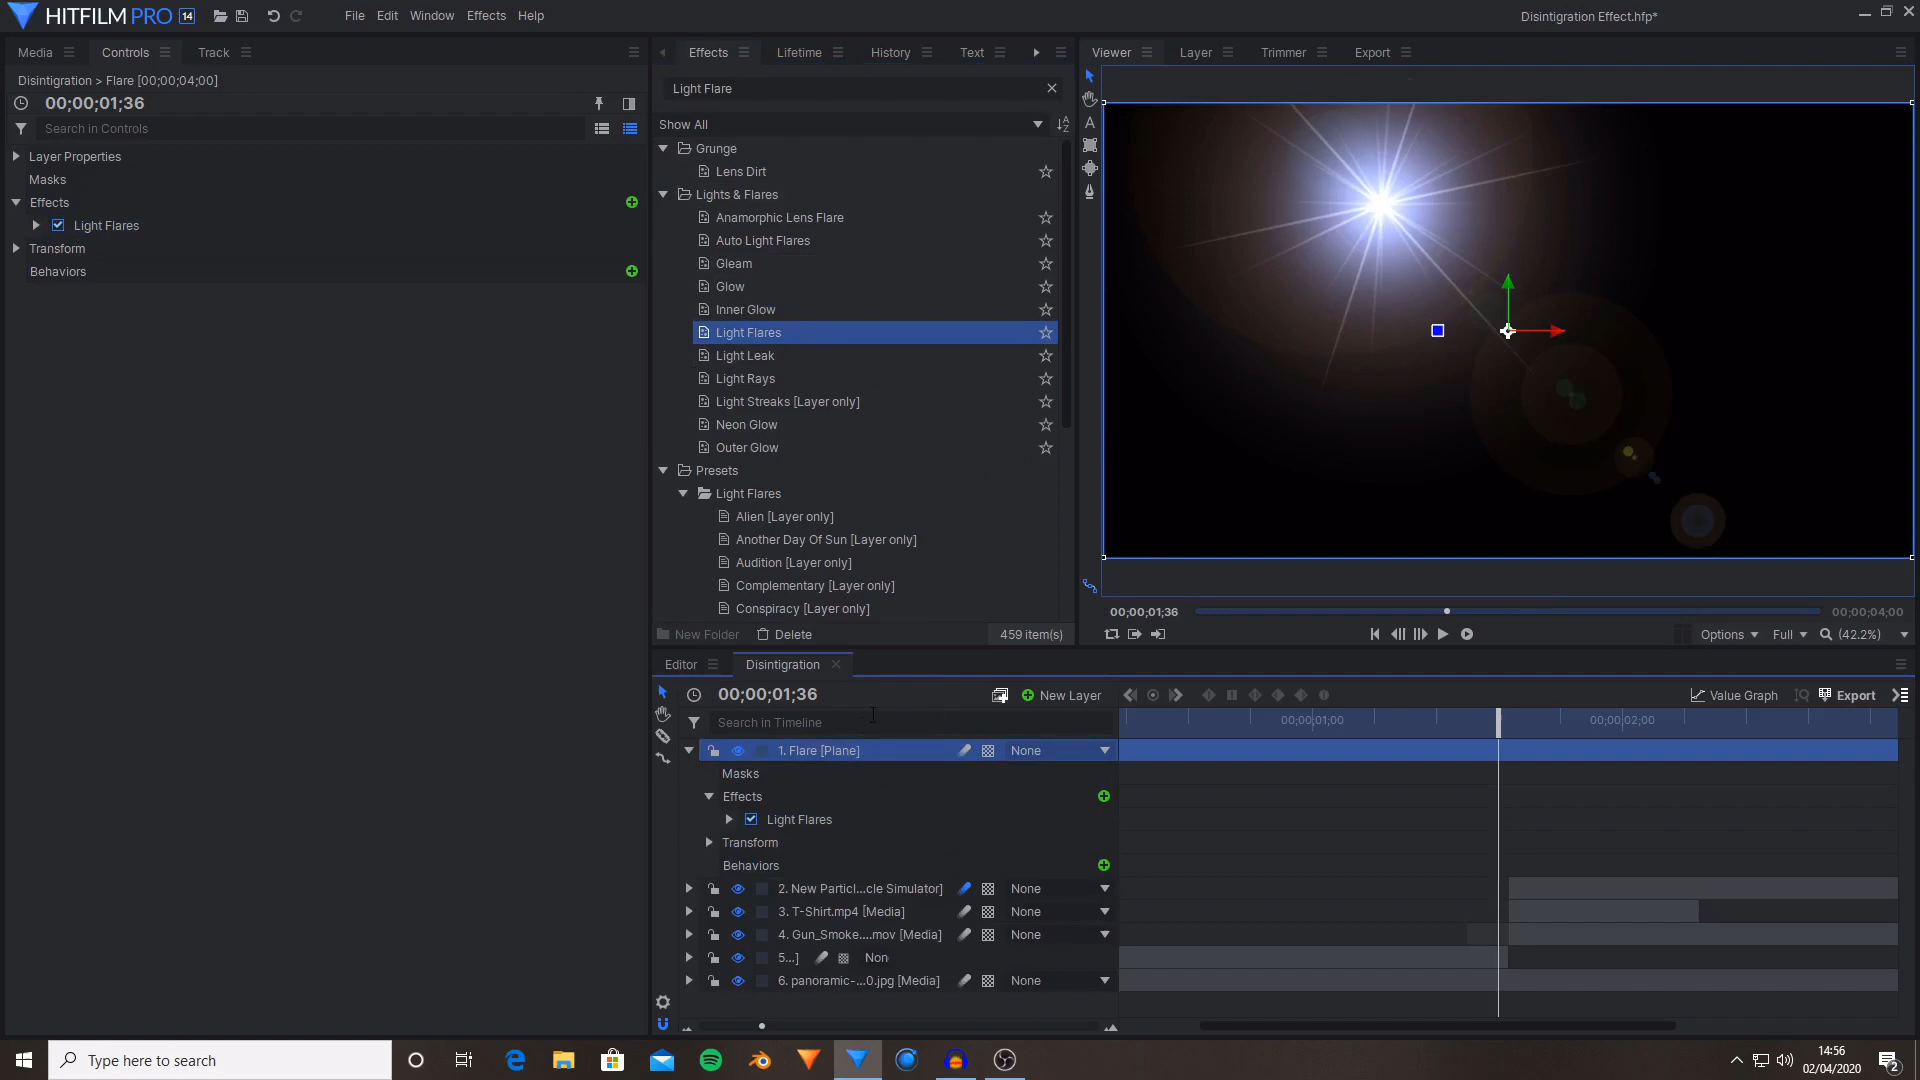 HITFILM PRO 14
File Edit Window Effects Help
Disintigration Effect.hfp*
Media Controls Track
Effects Lifetime History Text
Viewer Layer Trimmer Export
Disintigration > Flare [00;00;04;00]
00;00;01;36
Search in Controls
Layer Properties
Masks
Effects
Light Flares
Transform
Behaviors
Light Flare
Show All
Grunge
Lens Dirt
Lights & Flares
Anamorphic Lens Flare
Auto Light Flares
Gleam
Glow
Inner Glow
Light Flares
Light Leak
Light Rays
Light Streaks [Layer only]
Neon Glow
Outer Glow
Presets
Light Flares
Alien [Layer only]
Another Day Of Sun [Layer only]
Audition [Layer only]
Complementary [Layer only]
Conspiracy [Layer only]
New Folder Delete 459 item(s)
00;00;01;36 00;00;04;00
Options Full (42.2%)
Editor Disintigration
00;00;01;36 New Layer Value Graph Export
Search in Timeline 00;00;01;00 00;00;02;00
1. Flare [Plane] None
Masks
Effects
Light Flares
Transform
Behaviors
2. New Particl...cle Simulator] None
3. T-Shirt.mp4 [Media] None
4. Gun_Smoke....mov [Media] None
5...] Non
6. panoramic-...0.jpg [Media] None
Type here to search
14:56
02/04/2020
2